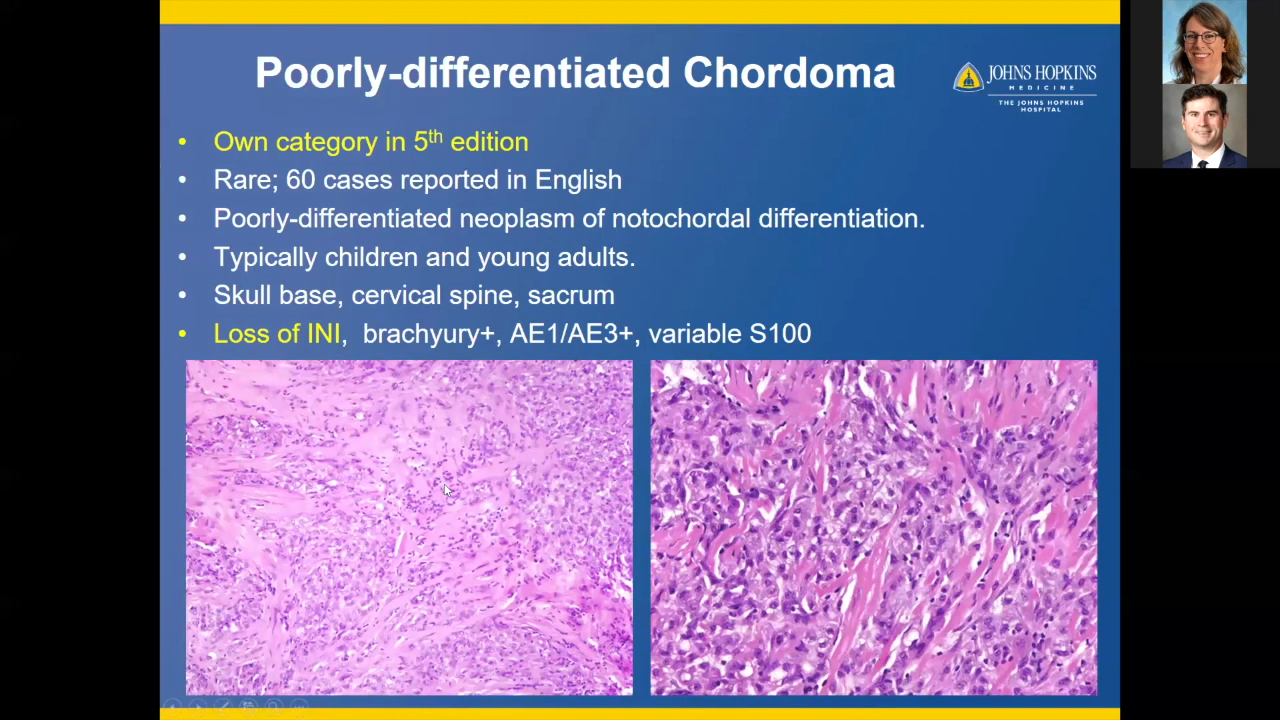 Poorly-differentiated Chordoma
JOHNS HOPKINS
MEDICINE
THE JOHNS HOPKINS
HOSPITAL
• Own category in 5th edition
• Rare; 60 cases reported in English
• Poorly-differentiated neoplasm of notochordal differentiation.
• Typically children and young adults.
• Skull base, cervical spine, sacrum
• Loss of INI, brachyury+, AE1/AE3+, variable S100